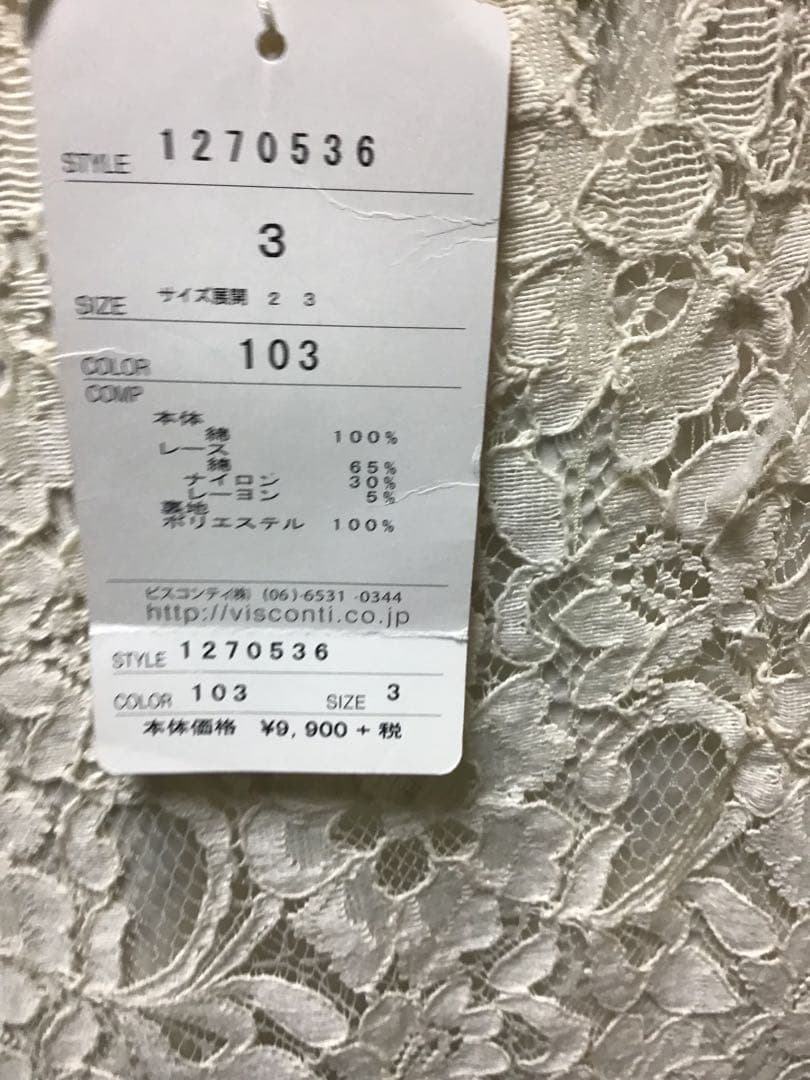 STYLE 1270536
3
SIZE サイズ展開 2 3
COLOR 103
COMP
本体
綿 100%
レース
綿 65%
ナイロン 30%
レーヨン 5%
裏地
ポリエステル 100%
ビスコンティ㈱ (06)-6531-0344
http://visconti.co.jp
STYLE 1270536
COLOR 103 SIZE 3
本体価格 ¥9,900+税